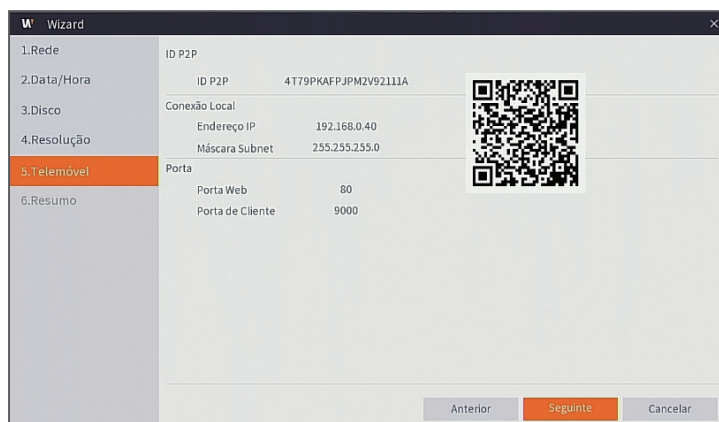 Wizard
1.Rede
2.Data/Hora
3.Disco
4.Resolução
5.Telemóvel
6.Resumo
ID P2P
ID P2P 4T79PKAFPJPM2V92111A
Conexão Local
Endereço IP 192.168.0.40
Máscara Subnet 255.255.255.0
Porta
Porta Web 80
Porta de Cliente 9000
Anterior Seguinte Cancelar